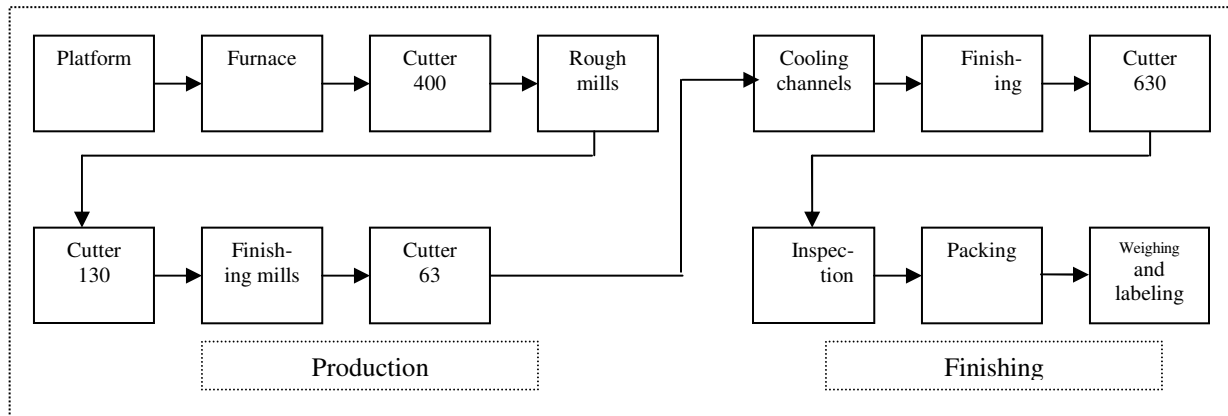 Platform
Furnace
Cutter
400
Rough
mills
Cooling
channels
Finish-
ing
Cutter
630
Cutter
130
Finish-
ing mills
Cutter
63
Inspec-
tion
Packing
Weighing
and
labeling
Production
Finishing